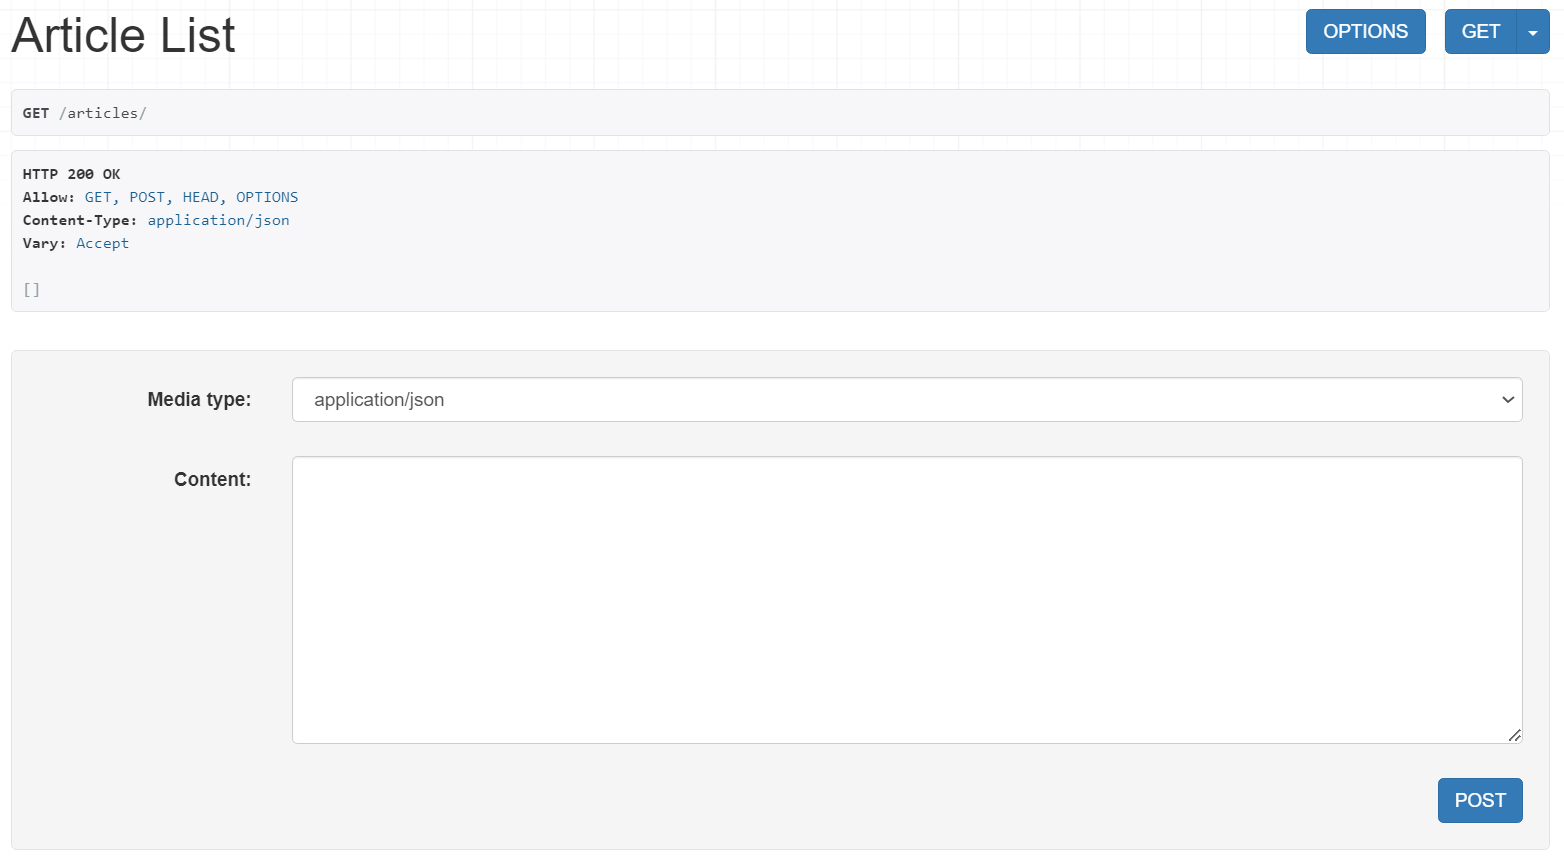 Article List
OPTIONS
GET
GET /articles/
HTTP 200 OK
Allow: GET, POST, HEAD, OPTIONS
Content-Type: application/json
Vary: Accept
[]
Media type:
application/json
Content:
POST